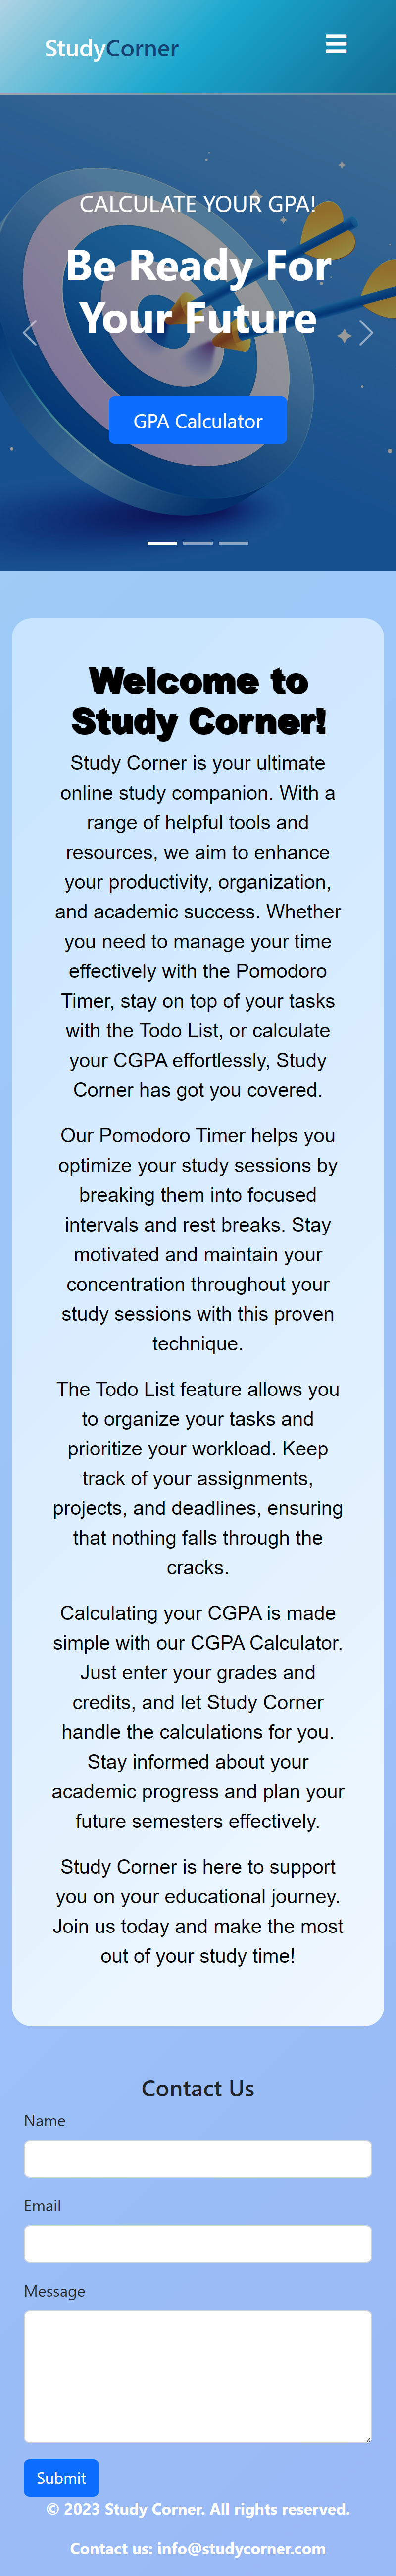 StudyCorner
CALCULATE YOUR GPA!
Be Ready For
Your Future
GPA Calculator
Welcome to
Study Corner!
Study Corner is your ultimate
online study companion. With a
range of helpful tools and
resources, we aim to enhance
your productivity, organization,
and academic success. Whether
you need to manage your time
effectively with the Pomodoro
Timer, stay on top of your tasks
with the Todo List, or calculate
your CGPA effortlessly, Study
Corner has got you covered.
Our Pomodoro Timer helps you
optimize your study sessions by
breaking them into focused
intervals and rest breaks. Stay
motivated and maintain your
concentration throughout your
study sessions with this proven
technique.
The Todo List feature allows you
to organize your tasks and
prioritize your workload. Keep
track of your assignments,
projects, and deadlines, ensuring
that nothing falls through the
cracks.
Calculating your CGPA is made
simple with our CGPA Calculator.
Just enter your grades and
credits, and let Study Corner
handle the calculations for you.
Stay informed about your
academic progress and plan your
future semesters effectively.
Study Corner is here to support
you on your educational journey.
Join us today and make the most
out of your study time!
Contact Us
Name
Email
Message
Submit
© 2023 Study Corner. All rights reserved.
Contact us: info@studycorner.com